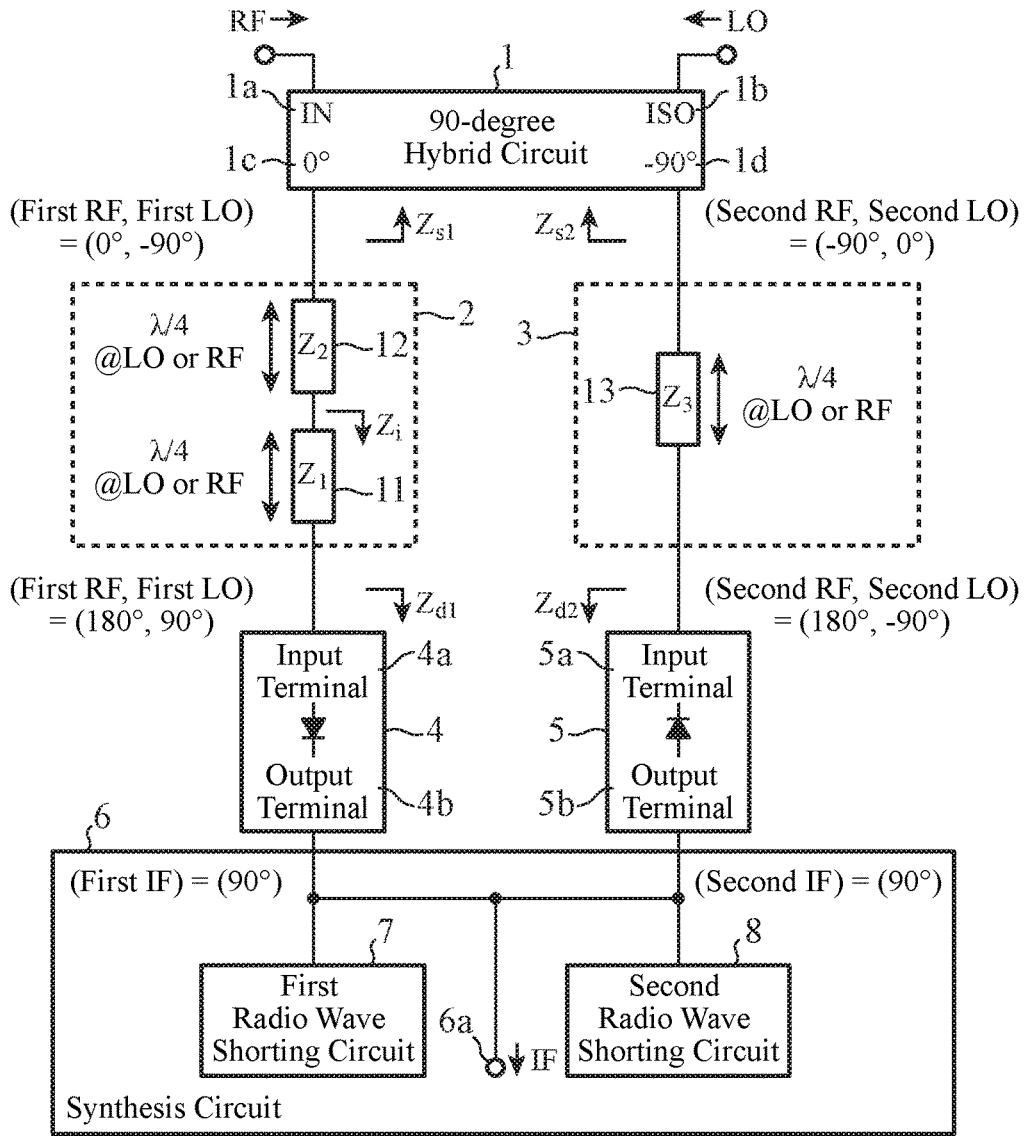 RF
LO
1
1a
1b
IN
ISO
90-degree
Hybrid Circuit
1c
0°
-90°
1d
(First RF, First LO)
= (0°, -90°)
Zs1
Zs2
(Second RF, Second LO)
= (-90°, 0°)
2
3
λ/4
@LO or RF
Z2
12
Zi
λ/4
@LO or RF
Z1
11
13
Z3
λ/4
@LO or RF
(First RF, First LO)
= (180°, 90°)
Zd1
Zd2
(Second RF, Second LO)
= (180°, -90°)
Input
Terminal
4a
4
Output
Terminal
4b
5a
Input
Terminal
5
5b
Output
Terminal
6
(First IF) = (90°)
(Second IF) = (90°)
7
First
Radio Wave
Shorting Circuit
6a
IF
8
Second
Radio Wave
Shorting Circuit
Synthesis Circuit